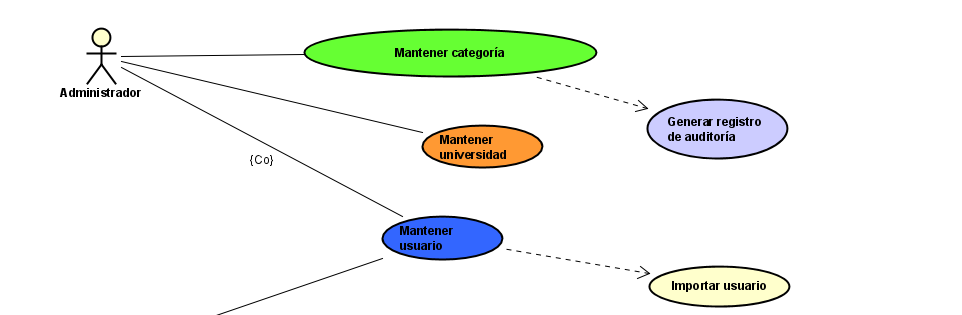 Mantener categoría
Administrador
Generar registro
de auditoría
Mantener
universidad
{Co}
Mantener
usuario
Importar usuario